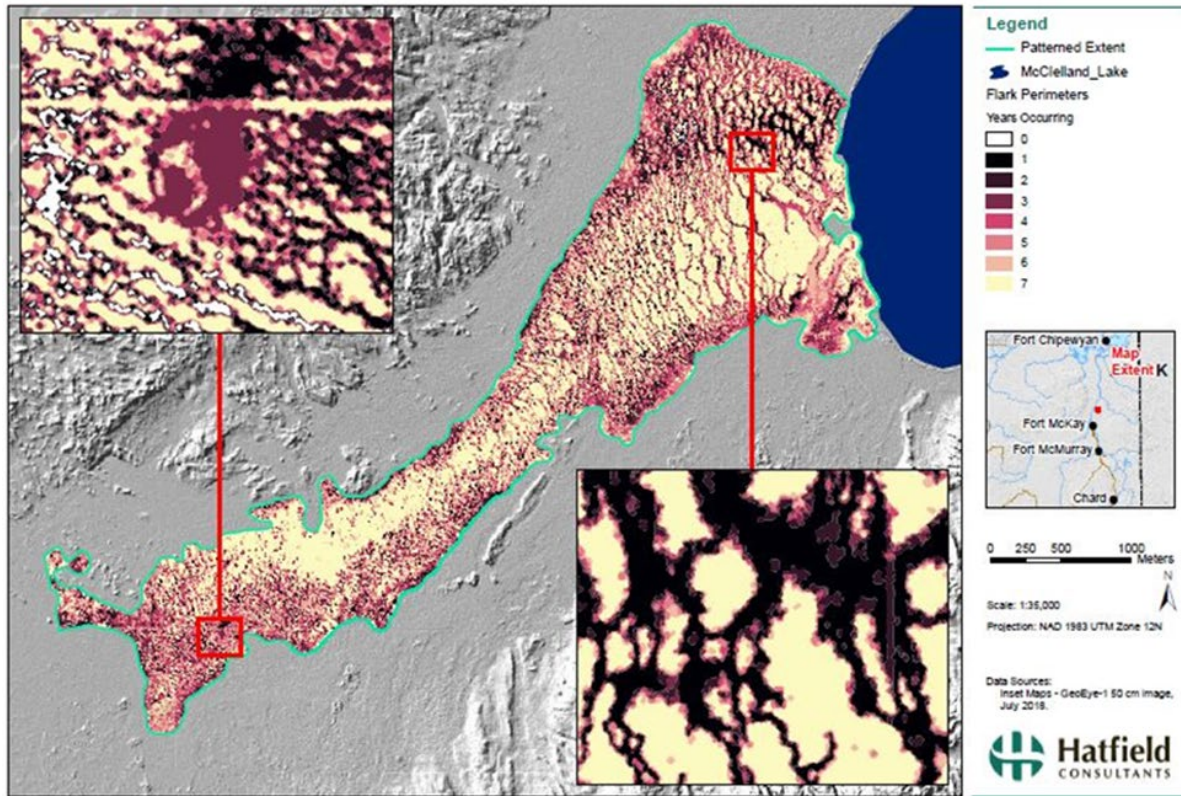 Legend
Patterned Extent
McClelland_Lake
Flark Perimeters
Years Occurring
0
1
2
3
4
5
6
7
Fort Chipewyan
Map
Extent K
Fort McKay
Fort McMurray
Chard
0 250 500 1000
Meters
N
Scale: 1:35,000
Projection: NAD 1983 UTM Zone 12N
Data Sources:
Inset Maps - GeoEye-1 50 cm image,
July 2018.
Hatfield
CONSULTANTS